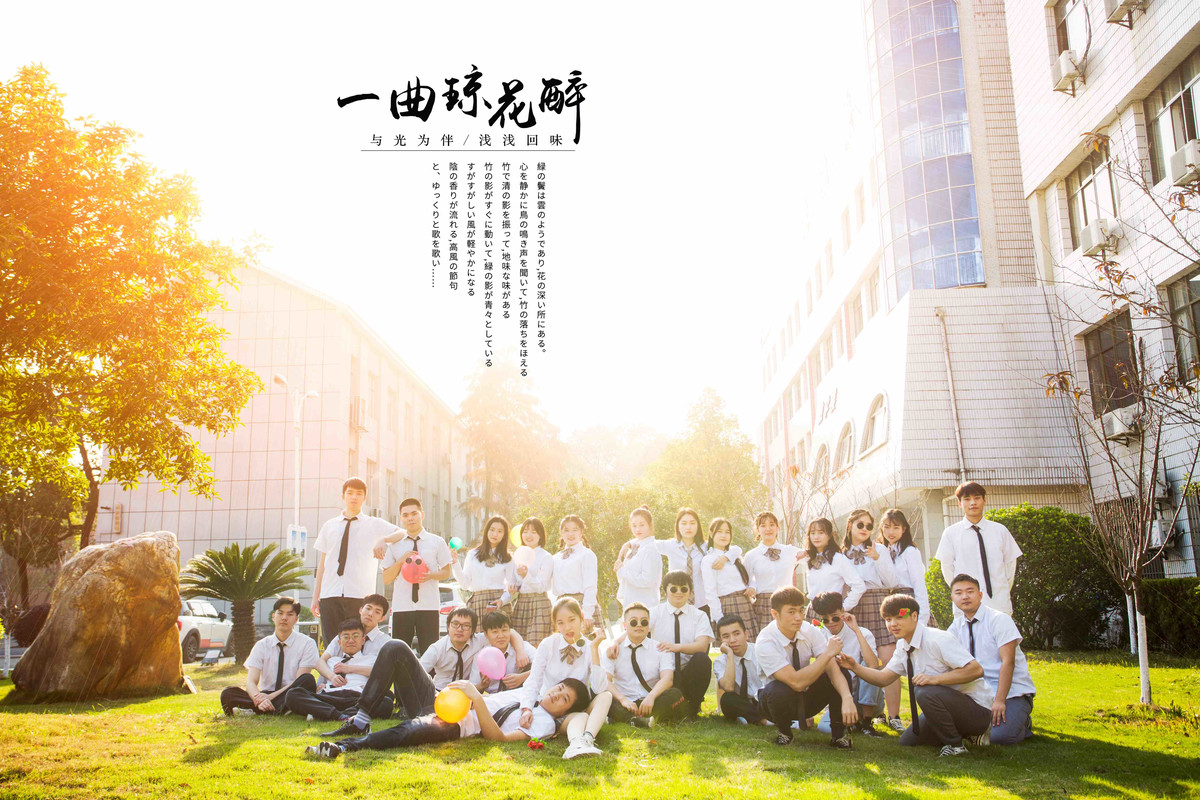 一曲琼花醉
与光为伴/浅浅回味
緑の鬢は雲のようであり,花の深い所にある。
心を静かに鳥の鳴き声を聞いて,竹の落ちをほえる
竹で清の影を振って,地味な味がある
竹の影がすぐに動いて,緑の影が青々としている
すがすがしい風が軽やかになる
陰の香りが流れる,高風の節句
と、ゆっくりと歌を歌い……